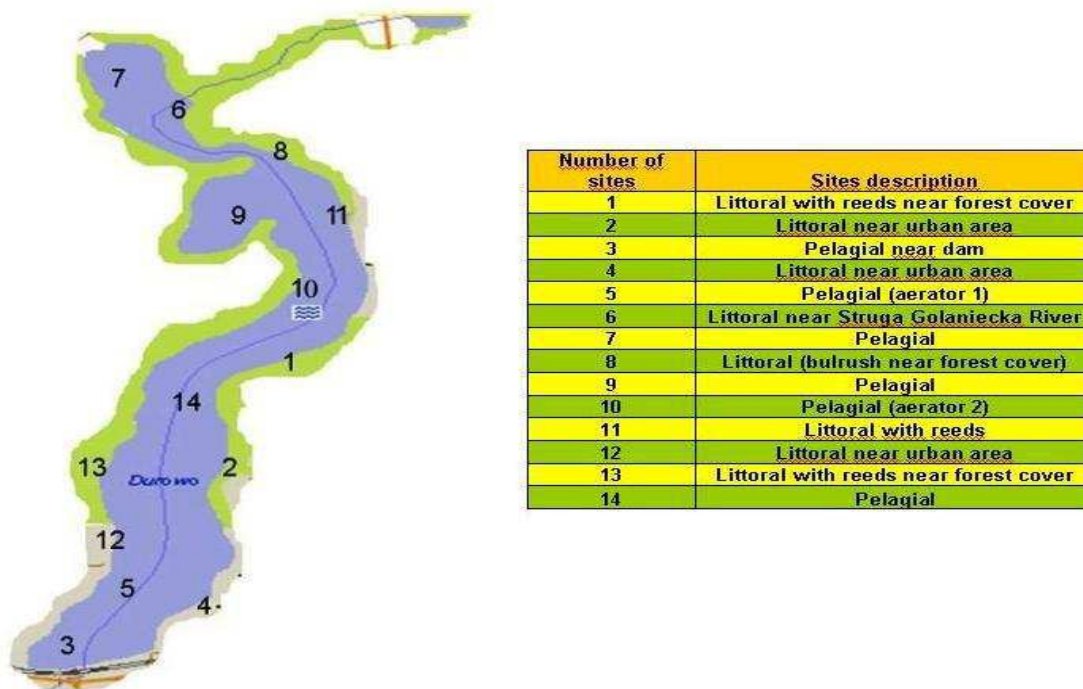 7
6
8
9
11
10
1
14
13
2
Durowo
12
5
4
3
Number of sites Sites description
1 Littoral with reeds near forest cover
2 Littoral near urban area
3 Pelagial near dam
4 Littoral near urban area
5 Pelagial (aerator 1)
6 Littoral near Struga Golaniecka River
7 Pelagial
8 Littoral (bulrush near forest cover)
9 Pelagial
10 Pelagial (aerator 2)
11 Littoral with reeds
12 Littoral near urban area
13 Littoral with reeds near forest cover
14 Pelagial